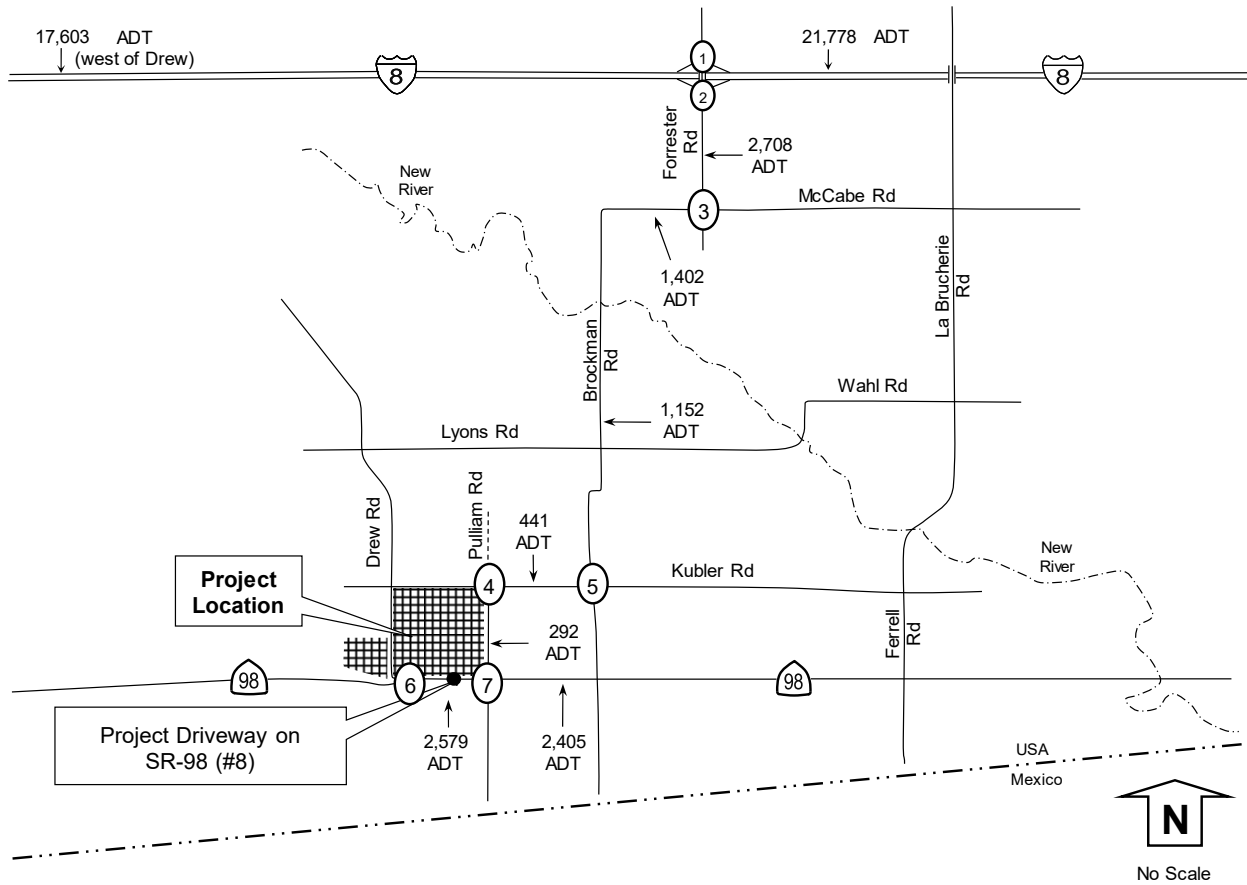 17,603 ADT
(west of Drew)
21,778 ADT
8
8
1
2
Forrester
Rd
2,708
ADT
New
River
3
McCabe Rd
1,402
ADT
La Brucherie
Rd
Brockman
Rd
Wahl Rd
1,152
ADT
Lyons Rd
Drew Rd
Pulliam Rd
441
ADT
Project
Location
4
5
Kubler Rd
New
River
292
ADT
Ferrell
Rd
98
6
7
98
Project Driveway on
SR-98 (#8)
2,579
ADT
2,405
ADT
USA
Mexico
N
No Scale